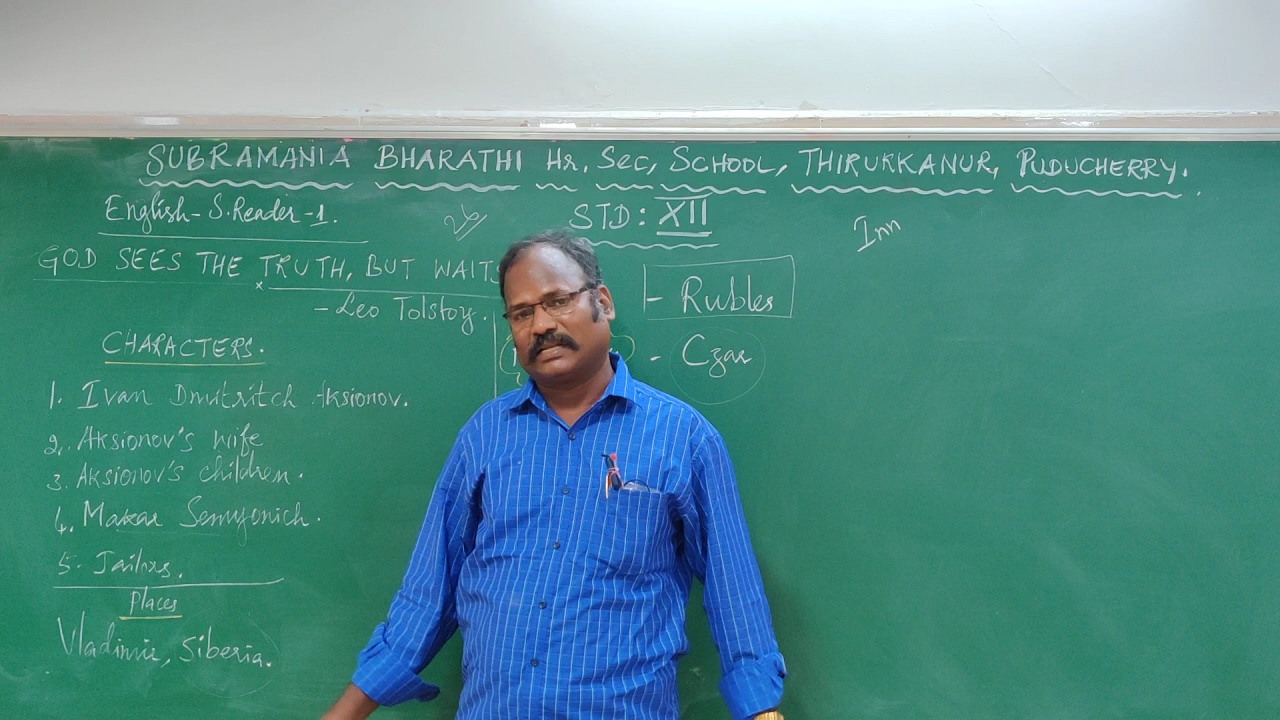 SUBRAMANIA BHARATHI Hr, Sec, SCHOOL, THIRUKKANUR, PUDUCHERRY.
English - S. Reader - 1.
STD: XII
Inn
GOD SEES THE TRUTH, BUT WAITS
- Leo Tolstoy.
- Rubles
- Czar
CHARACTERS.
1. Ivan Dmitritch Aksionov.
2. Aksionov's wife
3. Aksionov's children.
4. Makar Semyonich.
5. Jailors.
Places
Vladimir, Siberia.